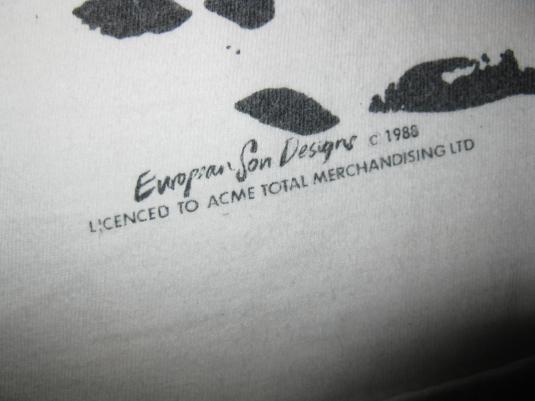 European Son Designs © 1988
LICENCED TO ACME TOTAL MERCHANDISING LTD